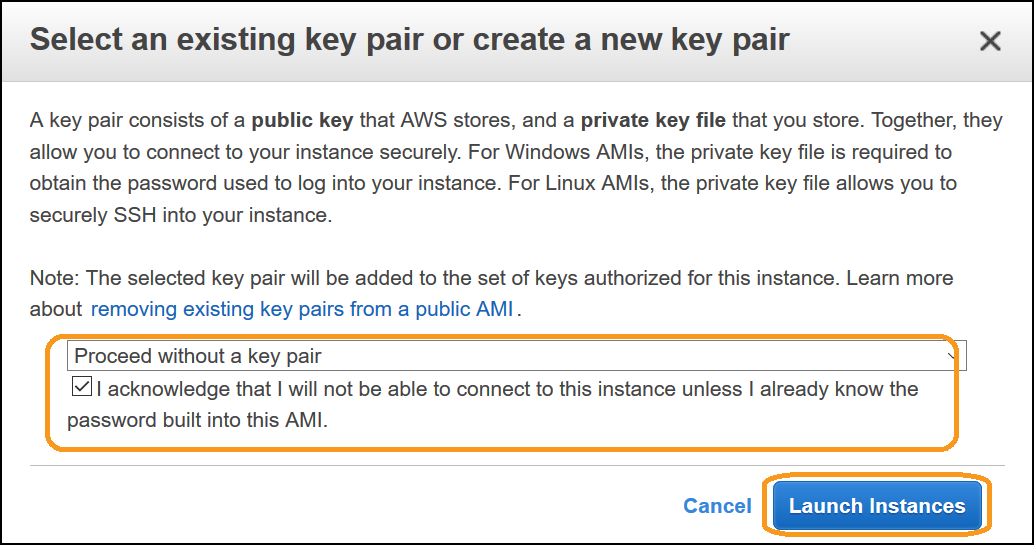 Select an existing key pair or create a new key pair
A key pair consists of a public key that AWS stores, and a private key file that you store. Together, they
allow you to connect to your instance securely. For Windows AMIs, the private key file is required to
obtain the password used to log into your instance. For Linux AMIs, the private key file allows you to
securely SSH into your instance.
Note: The selected key pair will be added to the set of keys authorized for this instance. Learn more
about removing existing key pairs from a public AMI.
Proceed without a key pair
I acknowledge that I will not be able to connect to this instance unless I already know the
password built into this AMI.
Cancel Launch Instances